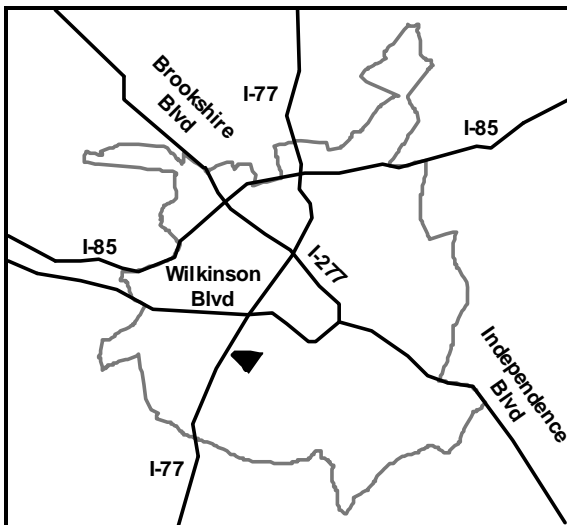 Brookshire
Blvd
I-77
I-85
I-85
Wilkinson
Blvd
I-277
Independence
Blvd
I-77